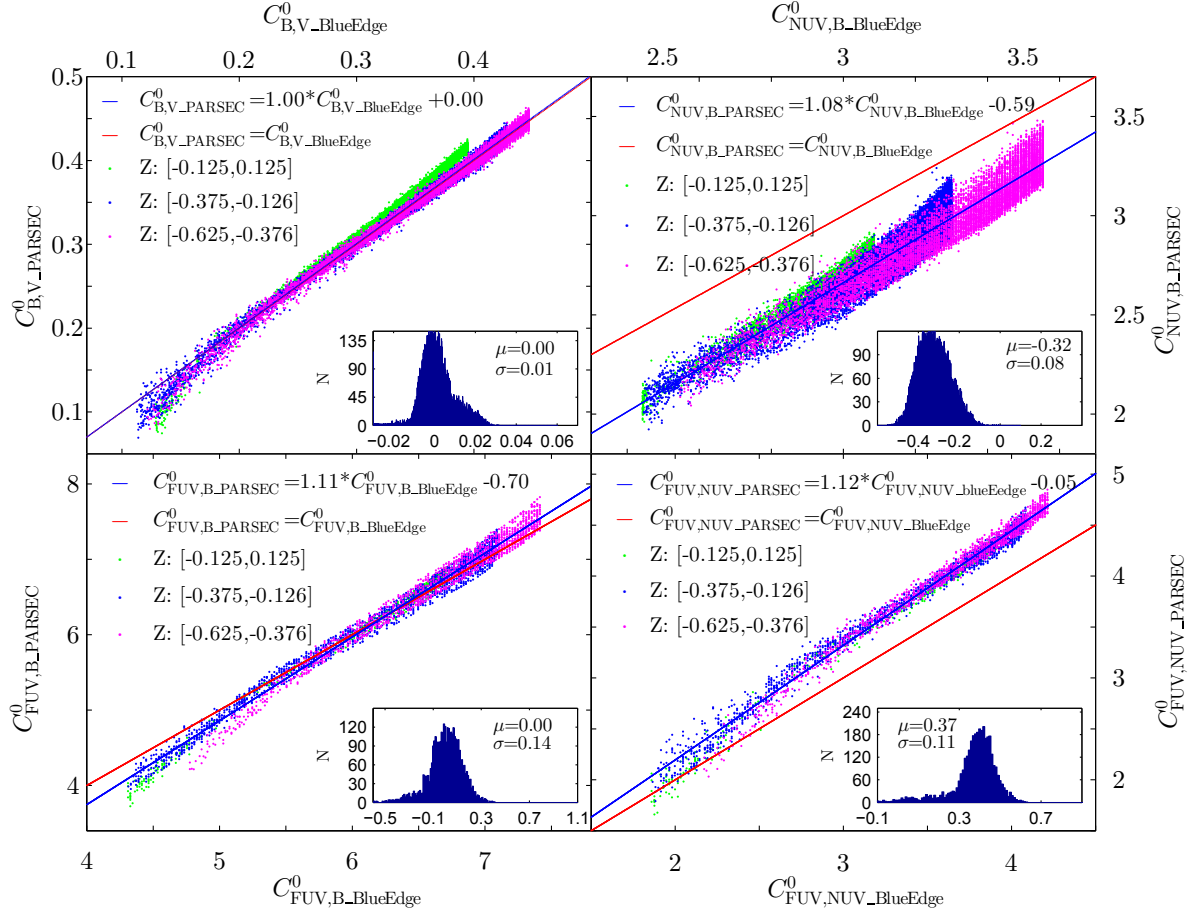 C⁰B,V_BlueEdge
0.1 0.2 0.3 0.4
C⁰NUV,B_BlueEdge
2.5 3 3.5
0.5
0.4
0.3
0.2
0.1
C⁰B,V_PARSEC
C⁰B,V_PARSEC=1.00*C⁰B,V_BlueEdge +0.00
C⁰B,V_PARSEC=C⁰B,V_BlueEdge
Z: [-0.125,0.125]
Z: [-0.375,-0.126]
Z: [-0.625,-0.376]
135
90
45
0
N
μ=0.00
σ=0.01
−0.02 0 0.02 0.04 0.06
C⁰NUV,B_PARSEC=1.08*C⁰NUV,B_BlueEdge -0.59
C⁰NUV,B_PARSEC=C⁰NUV,B_BlueEdge
Z: [-0.125,0.125]
Z: [-0.375,-0.126]
Z: [-0.625,-0.376]
90
60
30
0
N
μ=-0.32
σ=0.08
−0.4 −0.2 0 0.2
3.5
3
2.5
2
C⁰NUV,B_PARSEC
8
6
4
C⁰FUV,B_PARSEC
C⁰FUV,B_PARSEC=1.11*C⁰FUV,B_BlueEedge -0.70
C⁰FUV,B_PARSEC=C⁰FUV,B_BlueEdge
Z: [-0.125,0.125]
Z: [-0.375,-0.126]
Z: [-0.625,-0.376]
120
90
60
30
0
N
μ=0.00
σ=0.14
−0.5 −0.1 0.3 0.7 1.1
C⁰FUV,NUV_PARSEC=1.12*C⁰FUV,NUV_blueEedge -0.05
C⁰FUV,NUV_PARSEC=C⁰FUV,NUV_BlueEdge
Z: [-0.125,0.125]
Z: [-0.375,-0.126]
Z: [-0.625,-0.376]
240
180
120
60
0
N
μ=0.37
σ=0.11
−0.1 0.3 0.7
5
4
3
2
C⁰FUV,NUV_PARSEC
4 5 6 7
C⁰FUV,B_BlueEdge
2 3 4
C⁰FUV,NUV_BlueEdge